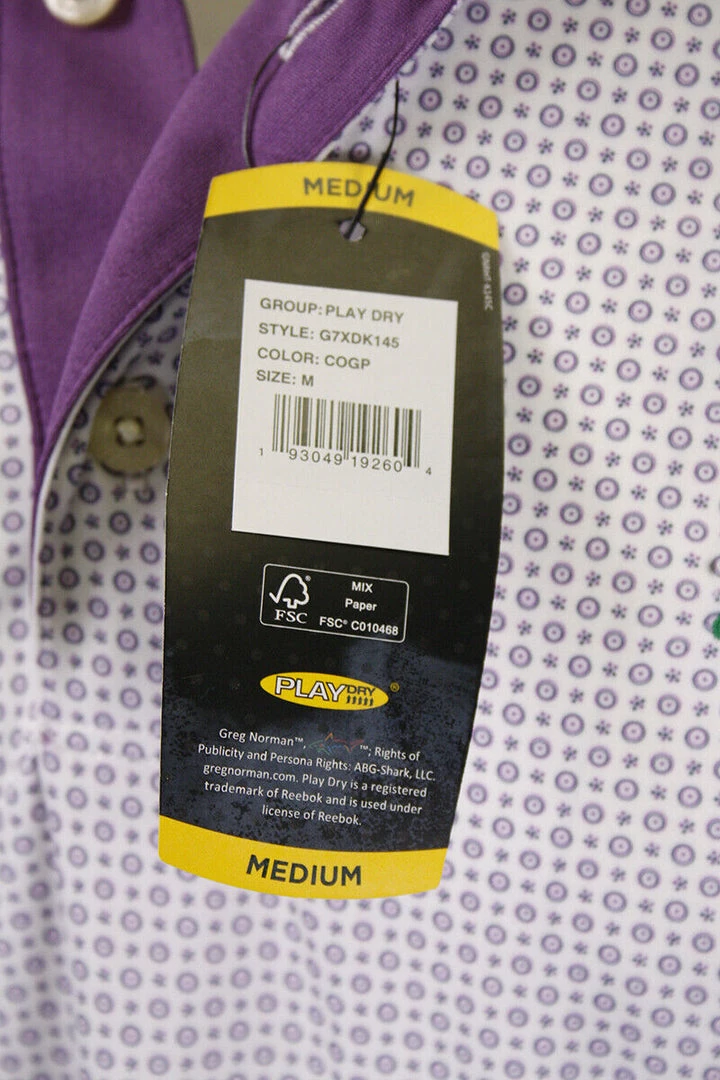 MEDIUM
GROUP: PLAY DRY
STYLE: G7XDK145
COLOR: COGP
SIZE: M
1 93049 19260 4
FSC®
MIX
Paper
FSC® C010468
PLAYDRY®
Greg Norman™, ™; Rights of
Publicity and Persona Rights: ABG-Shark, LLC.
gregnorman.com. Play Dry is a registered
trademark of Reebok and is used under
license of Reebok.
MEDIUM